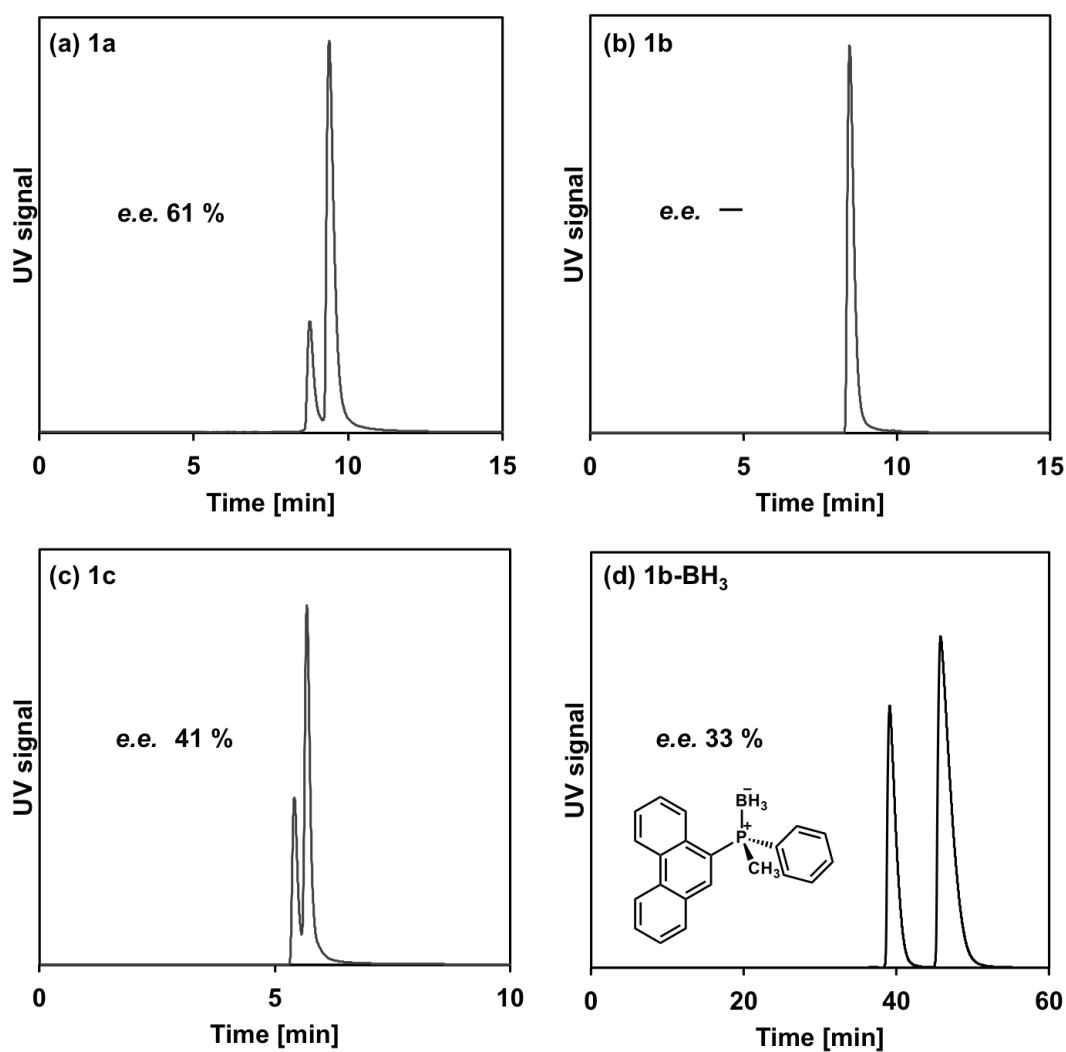 (a) 1a
e.e. 61 %
UV signal
0 5 10 15
Time [min]
(b) 1b
e.e. —
UV signal
0 5 10 15
Time [min]
(c) 1c
e.e. 41 %
UV signal
0 5 10
Time [min]
(d) 1b-BH₃
e.e. 33 %
UV signal
B̄H₃
P⁺
CH₃
0 20 40 60
Time [min]